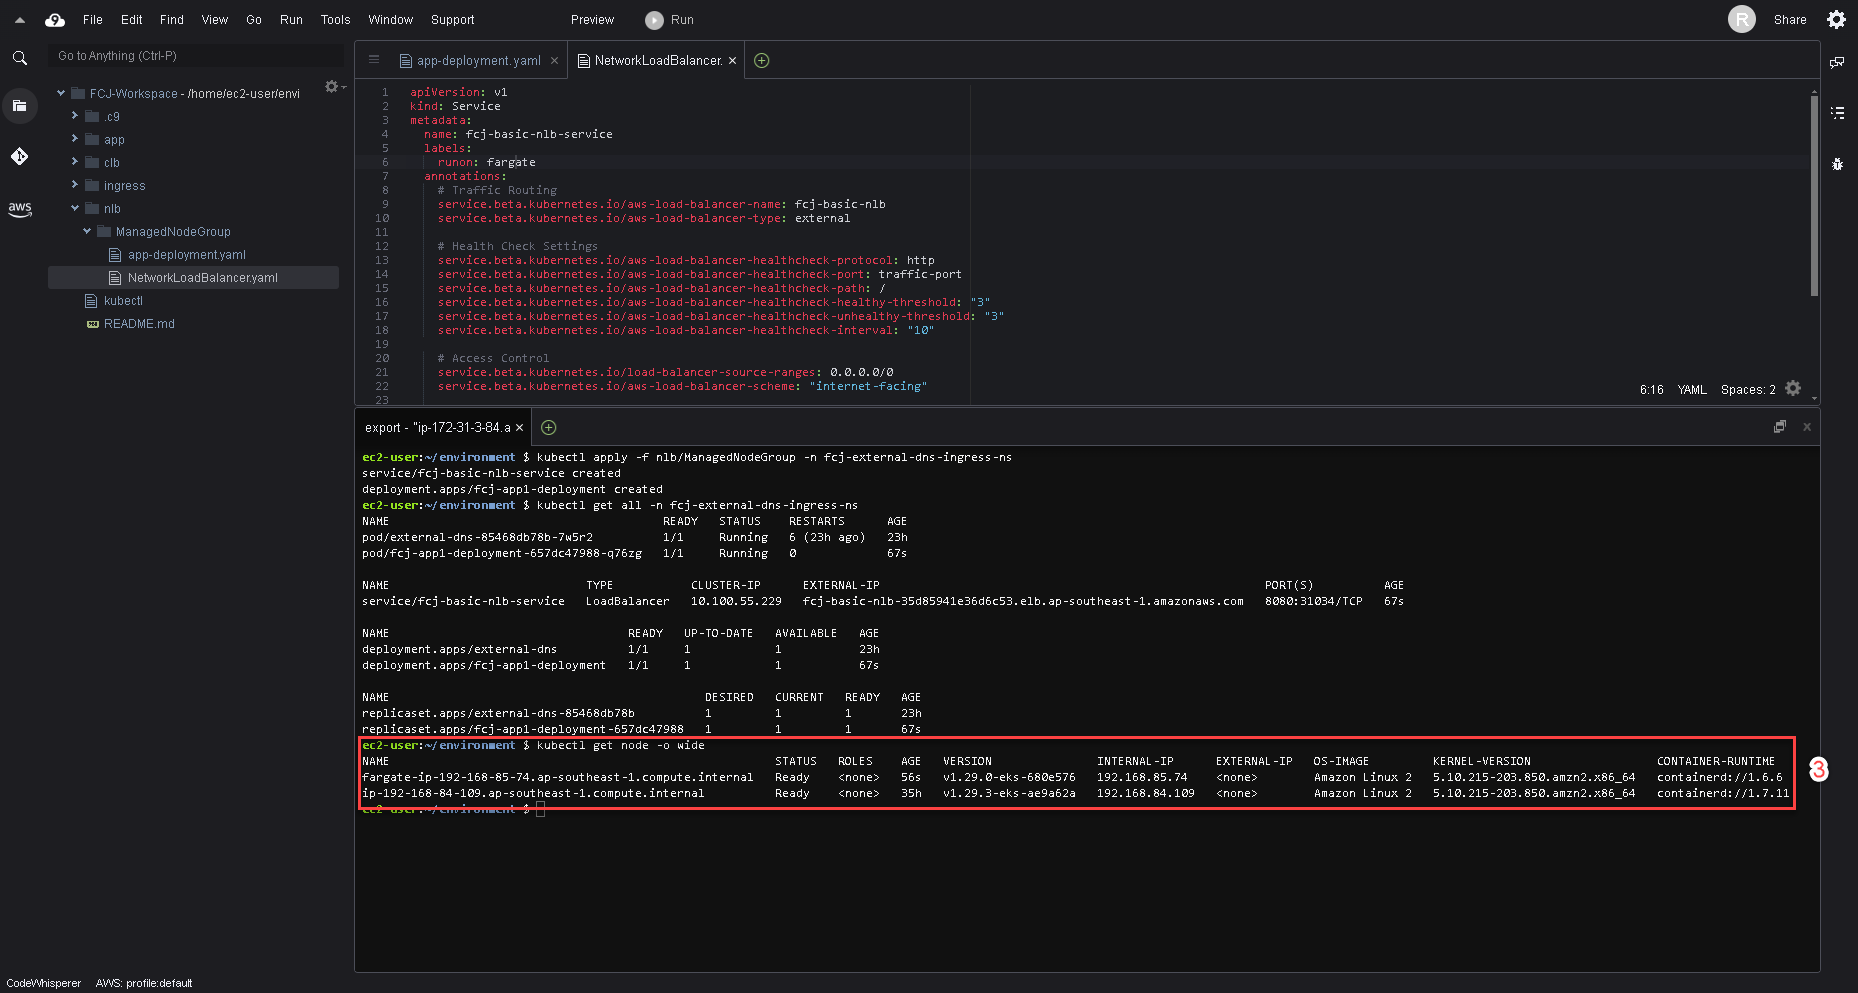 File Edit Find View Go Run Tools Window Support Preview Run R Share
Go to Anything (Ctrl-P)
FCJ-Workspace - /home/ec2-user/envi
.c9
app
clb
ingress
nlb
ManagedNodeGroup
app-deployment.yaml
NetworkLoadBalancer.yaml
kubectl
README.md
aws
app-deployment.yaml NetworkLoadBalancer.
1 apiVersion: v1
2 kind: Service
3 metadata:
4 name: fcj-basic-nlb-service
5 labels:
6 runon: fargate
7 annotations:
8 # Traffic Routing
9 service.beta.kubernetes.io/aws-load-balancer-name: fcj-basic-nlb
10 service.beta.kubernetes.io/aws-load-balancer-type: external
11
12 # Health Check Settings
13 service.beta.kubernetes.io/aws-load-balancer-healthcheck-protocol: http
14 service.beta.kubernetes.io/aws-load-balancer-healthcheck-port: traffic-port
15 service.beta.kubernetes.io/aws-load-balancer-healthcheck-path: /
16 service.beta.kubernetes.io/aws-load-balancer-healthcheck-healthy-threshold: "3"
17 service.beta.kubernetes.io/aws-load-balancer-healthcheck-unhealthy-threshold: "3"
18 service.beta.kubernetes.io/aws-load-balancer-healthcheck-interval: "10"
19
20 # Access Control
21 service.beta.kubernetes.io/load-balancer-source-ranges: 0.0.0.0/0
22 service.beta.kubernetes.io/aws-load-balancer-scheme: "internet-facing"
23
6:16 YAML Spaces: 2
export - "ip-172-31-3-84.a
ec2-user:~/environment $ kubectl apply -f nlb/ManagedNodeGroup -n fcj-external-dns-ingress-ns
service/fcj-basic-nlb-service created
deployment.apps/fcj-app1-deployment created
ec2-user:~/environment $ kubectl get all -n fcj-external-dns-ingress-ns
NAME READY STATUS RESTARTS AGE
pod/external-dns-85468db78b-7w5r2 1/1 Running 6 (23h ago) 23h
pod/fcj-app1-deployment-657dc47988-q76zg 1/1 Running 0 67s
NAME TYPE CLUSTER-IP EXTERNAL-IP PORT(S) AGE
service/fcj-basic-nlb-service LoadBalancer 10.100.55.229 fcj-basic-nlb-35d85941e36d6c53.elb.ap-southeast-1.amazonaws.com 8080:31034/TCP 67s
NAME READY UP-TO-DATE AVAILABLE AGE
deployment.apps/external-dns 1/1 1 1 23h
deployment.apps/fcj-app1-deployment 1/1 1 1 67s
NAME DESIRED CURRENT READY AGE
replicaset.apps/external-dns-85468db78b 1 1 1 23h
replicaset.apps/fcj-app1-deployment-657dc47988 1 1 1 67s
ec2-user:~/environment $ kubectl get node -o wide
NAME STATUS ROLES AGE VERSION INTERNAL-IP EXTERNAL-IP OS-IMAGE KERNEL-VERSION CONTAINER-RUNTIME
fargate-ip-192-168-85-74.ap-southeast-1.compute.internal Ready <none> 56s v1.29.0-eks-680e576 192.168.85.74 <none> Amazon Linux 2 5.10.215-203.850.amzn2.x86_64 containerd://1.6.6
ip-192-168-84-109.ap-southeast-1.compute.internal Ready <none> 35h v1.29.3-eks-ae9a62a 192.168.84.109 <none> Amazon Linux 2 5.10.215-203.850.amzn2.x86_64 containerd://1.7.11
3
ec2-user:~/environment $
CodeWhisperer AWS: profile:default